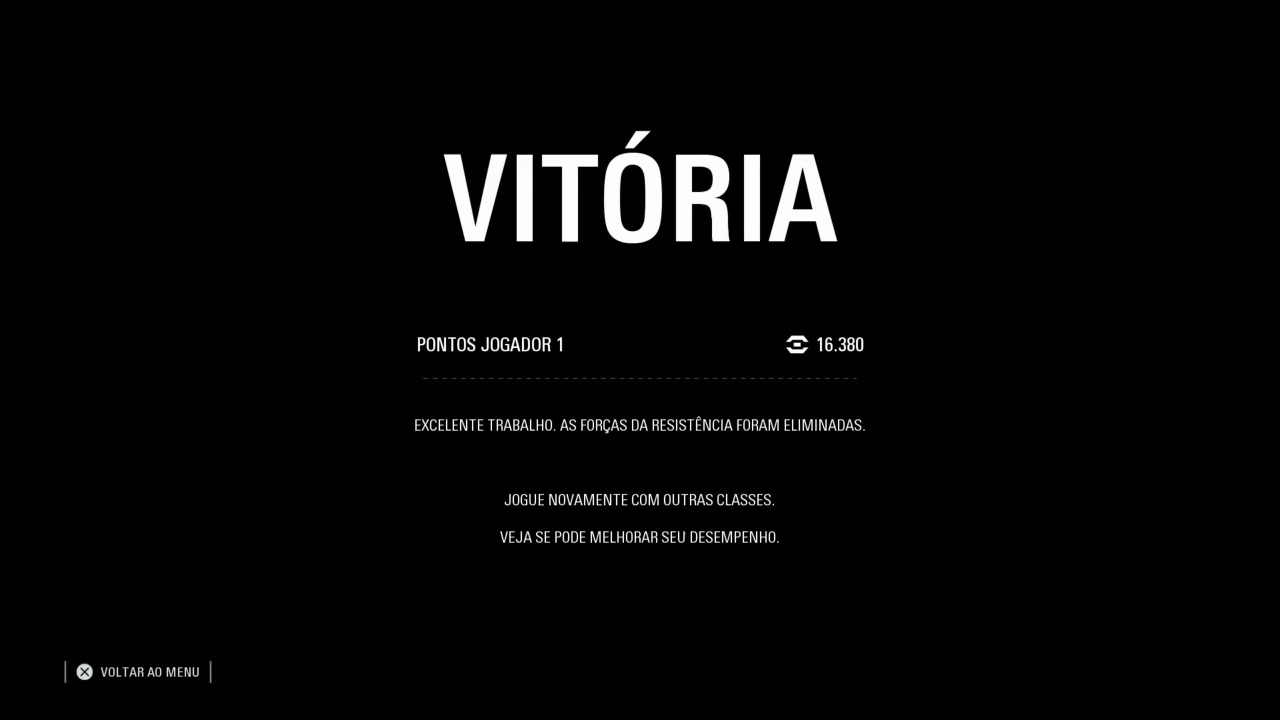 VITÓRIA
PONTOS JOGADOR 1 16.380
EXCELENTE TRABALHO. AS FORÇAS DA RESISTÊNCIA FORAM ELIMINADAS.
JOGUE NOVAMENTE COM OUTRAS CLASSES.
VEJA SE PODE MELHORAR SEU DESEMPENHO.
VOLTAR AO MENU